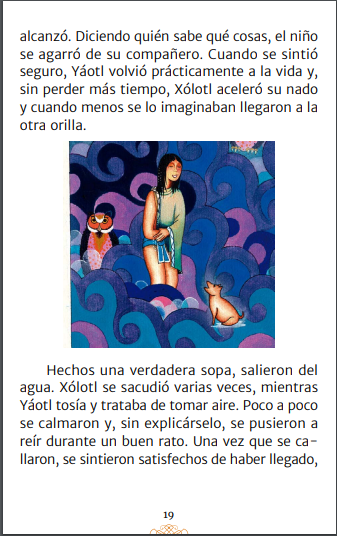 alcanzó. Diciendo quién sabe qué cosas, el niño
se agarró de su compañero. Cuando se sintió
seguro, Yáotl volvió prácticamente a la vida y,
sin perder más tiempo, Xólotl aceleró su nado
y cuando menos se lo imaginaban llegaron a la
otra orilla.
Hechos una verdadera sopa, salieron del
agua. Xólotl se sacudió varias veces, mientras
Yáotl tosía y trataba de tomar aire. Poco a poco
se calmaron y, sin explicárselo, se pusieron a
reír durante un buen rato. Una vez que se ca-
llaron, se sintieron satisfechos de haber llegado,
19